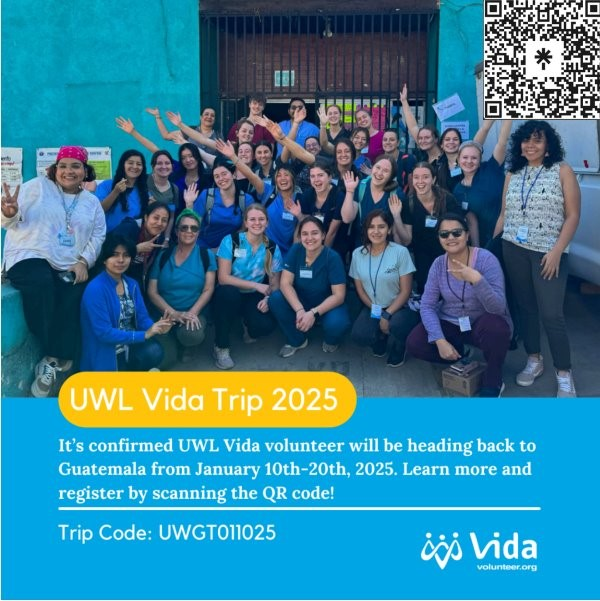 UWL Vida Trip 2025
It's confirmed UWL Vida volunteer will be heading back to
Guatemala from January 10th-20th, 2025. Learn more and
register by scanning the QR code!
Trip Code: UWGT011025
Vida
volunteer.org